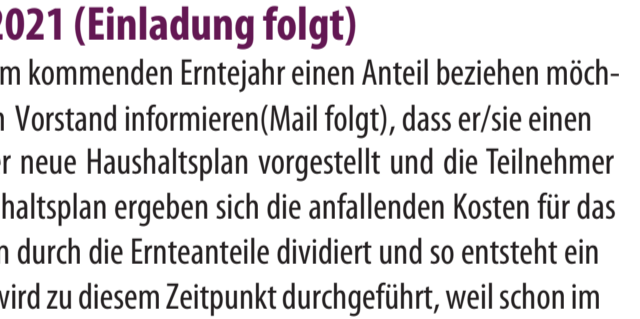 2021 (Einladung folgt)
m kommenden Erntejahr einen Anteil beziehen möch-
n Vorstand informieren(Mail folgt), dass er/sie einen
er neue Haushaltsplan vorgestellt und die Teilnehmer
haltsplan ergeben sich die anfallenden Kosten für das
n durch die Ernteanteile dividiert und so entsteht ein
wird zu diesem Zeitpunkt durchgeführt, weil schon im